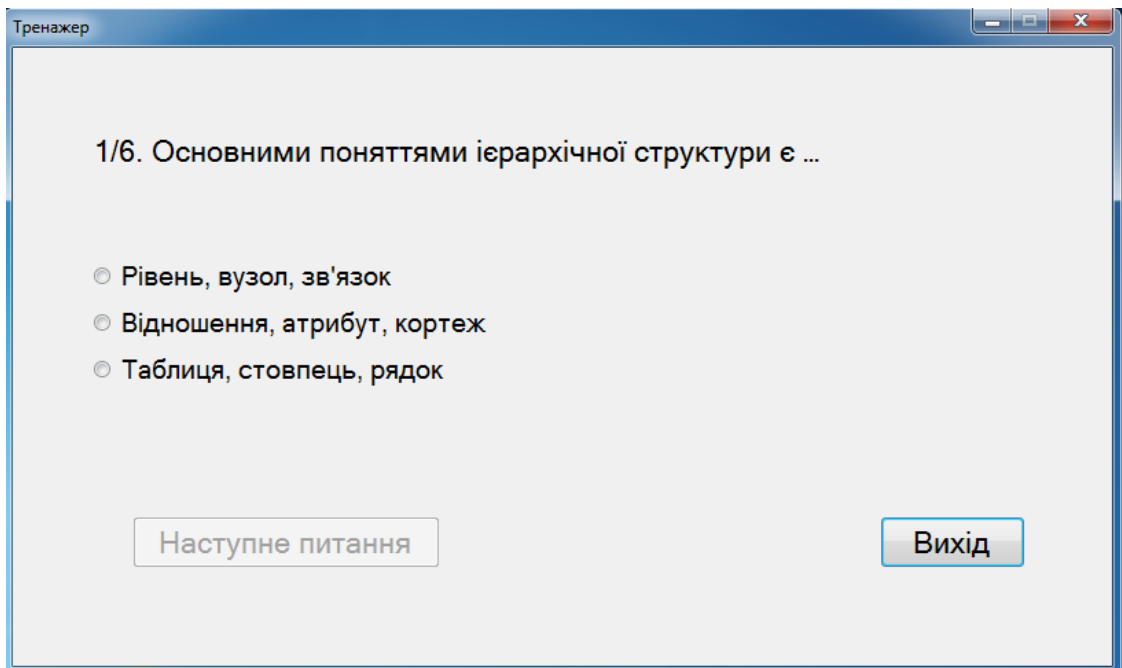 Тренажер
1/6. Основними поняттями ієрархічної структури є ...
Рівень, вузол, зв'язок
Відношення, атрибут, кортеж
Таблиця, стовпець, рядок
Наступне питання
Вихід